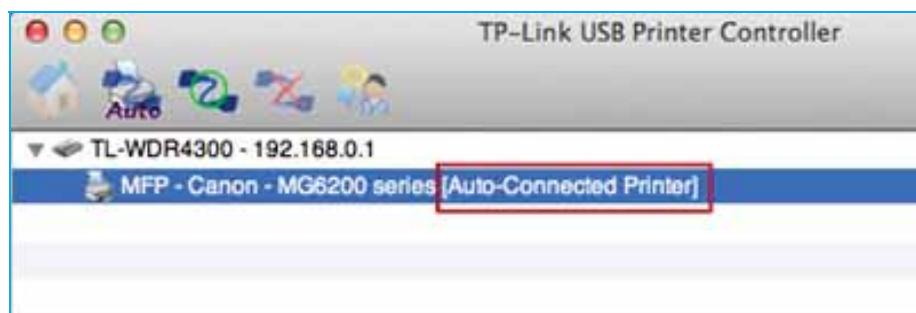 TP-Link USB Printer Controller
Auto
TL-WDR4300 - 192.168.0.1
MFP - Canon - MG6200 series [Auto-Connected Printer]